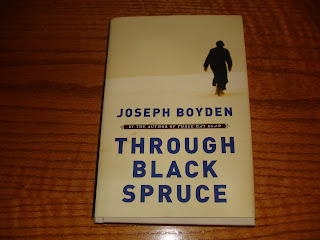 JOSEPH BOYDEN
BY THE AUTHOR OF THREE DAY ROAD
THROUGH
BLACK
SPRUCE